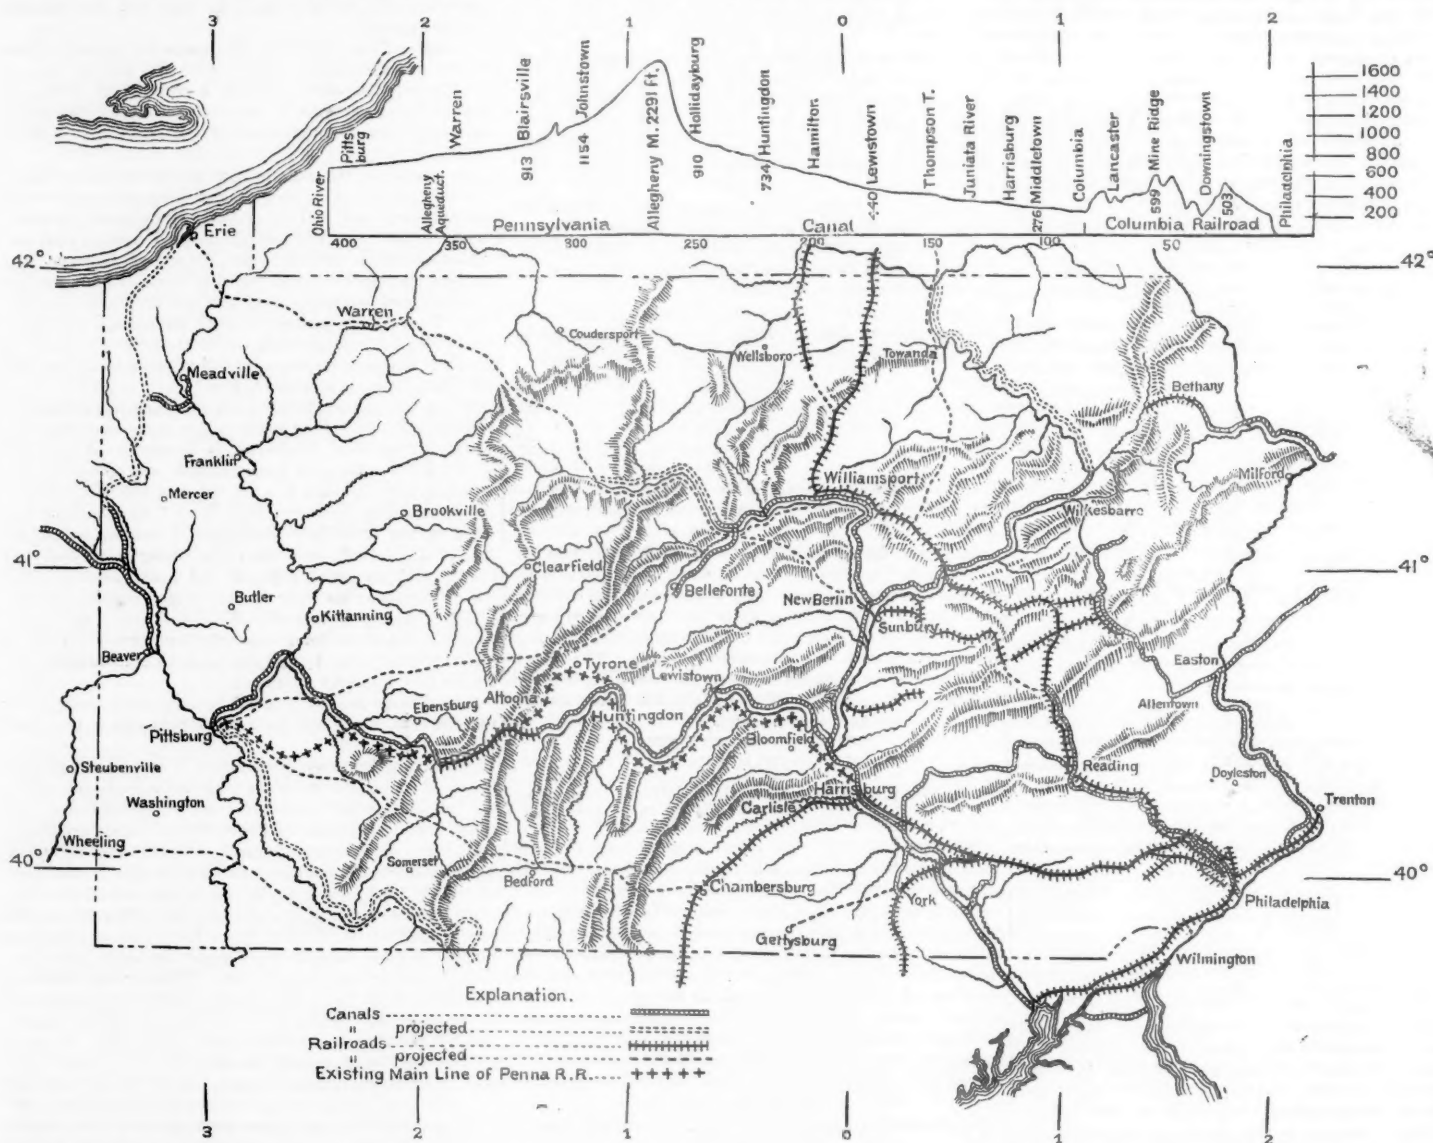 3 2 1 0 1 2
Pitts
burg
Warren
Blairsville
913
Johnstown
1154
Allegheny M. 2291 ft.
Hollidayburg
910
Huntingdon
734
Hamilton
Lewistown
440
Thompson T.
Juniata River
Harrisburg
Middletown
276
Columbia
Lancaster
Mine Ridge
599
Downingstown
503
Philadelphia
1600
1400
1200
1000
800
600
400
200
Ohio River
Allegheny
Aqueduct.
Pennsylvania Canal Columbia Railroad
400 350 300 250 200 150 100 50
Erie
42° 42°
Warren
Coudersport
Wellsboro
Towanda
Meadville
Bethany
Franklin
Mercer
Williamsport
Milford
Brookville
Wilkesbarre
41° 41°
Clearfield
Bellefonte
Butler
Kittanning
New Berlin
Sunbury
Beaver
Tyrone
Lewistown
Easton
Altoona
Ebensburg
Huntingdon
Allentown
Pittsburg
Bloomfield
Steubenville
Reading
Doyleston
Washington
Harrisburg
Carlisle
Trenton
Wheeling
40° 40°
Somerset
Bedford
Chambersburg
York
Philadelphia
Gettysburg
Wilmington
Explanation.
Canals
" projected
Railroads
" projected
Existing Main Line of Penna R.R.
3 2 1 0 1 2